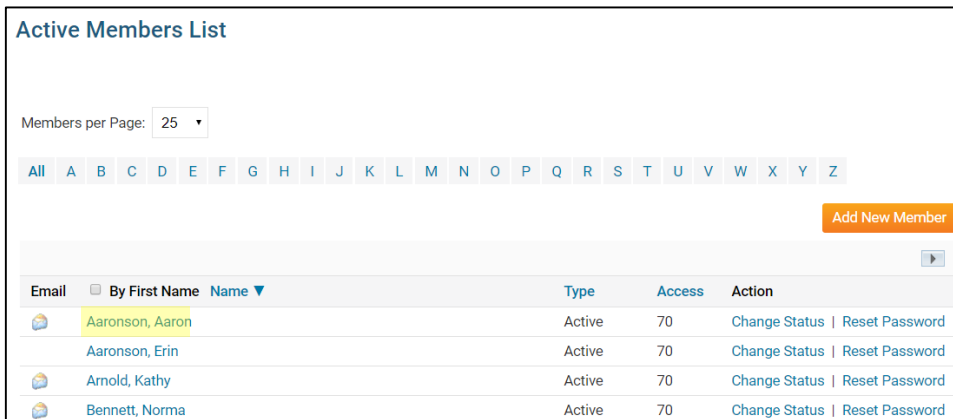 Active Members List
Members per Page: 25
All A B C D E F G H I J K L M N O P Q R S T U V W X Y Z
Add New Member
Email By First Name Name ▼ Type Access Action
Aaronson, Aaron Active 70 Change Status | Reset Password
Aaronson, Erin Active 70 Change Status | Reset Password
Arnold, Kathy Active 70 Change Status | Reset Password
Bennett, Norma Active 70 Change Status | Reset Password